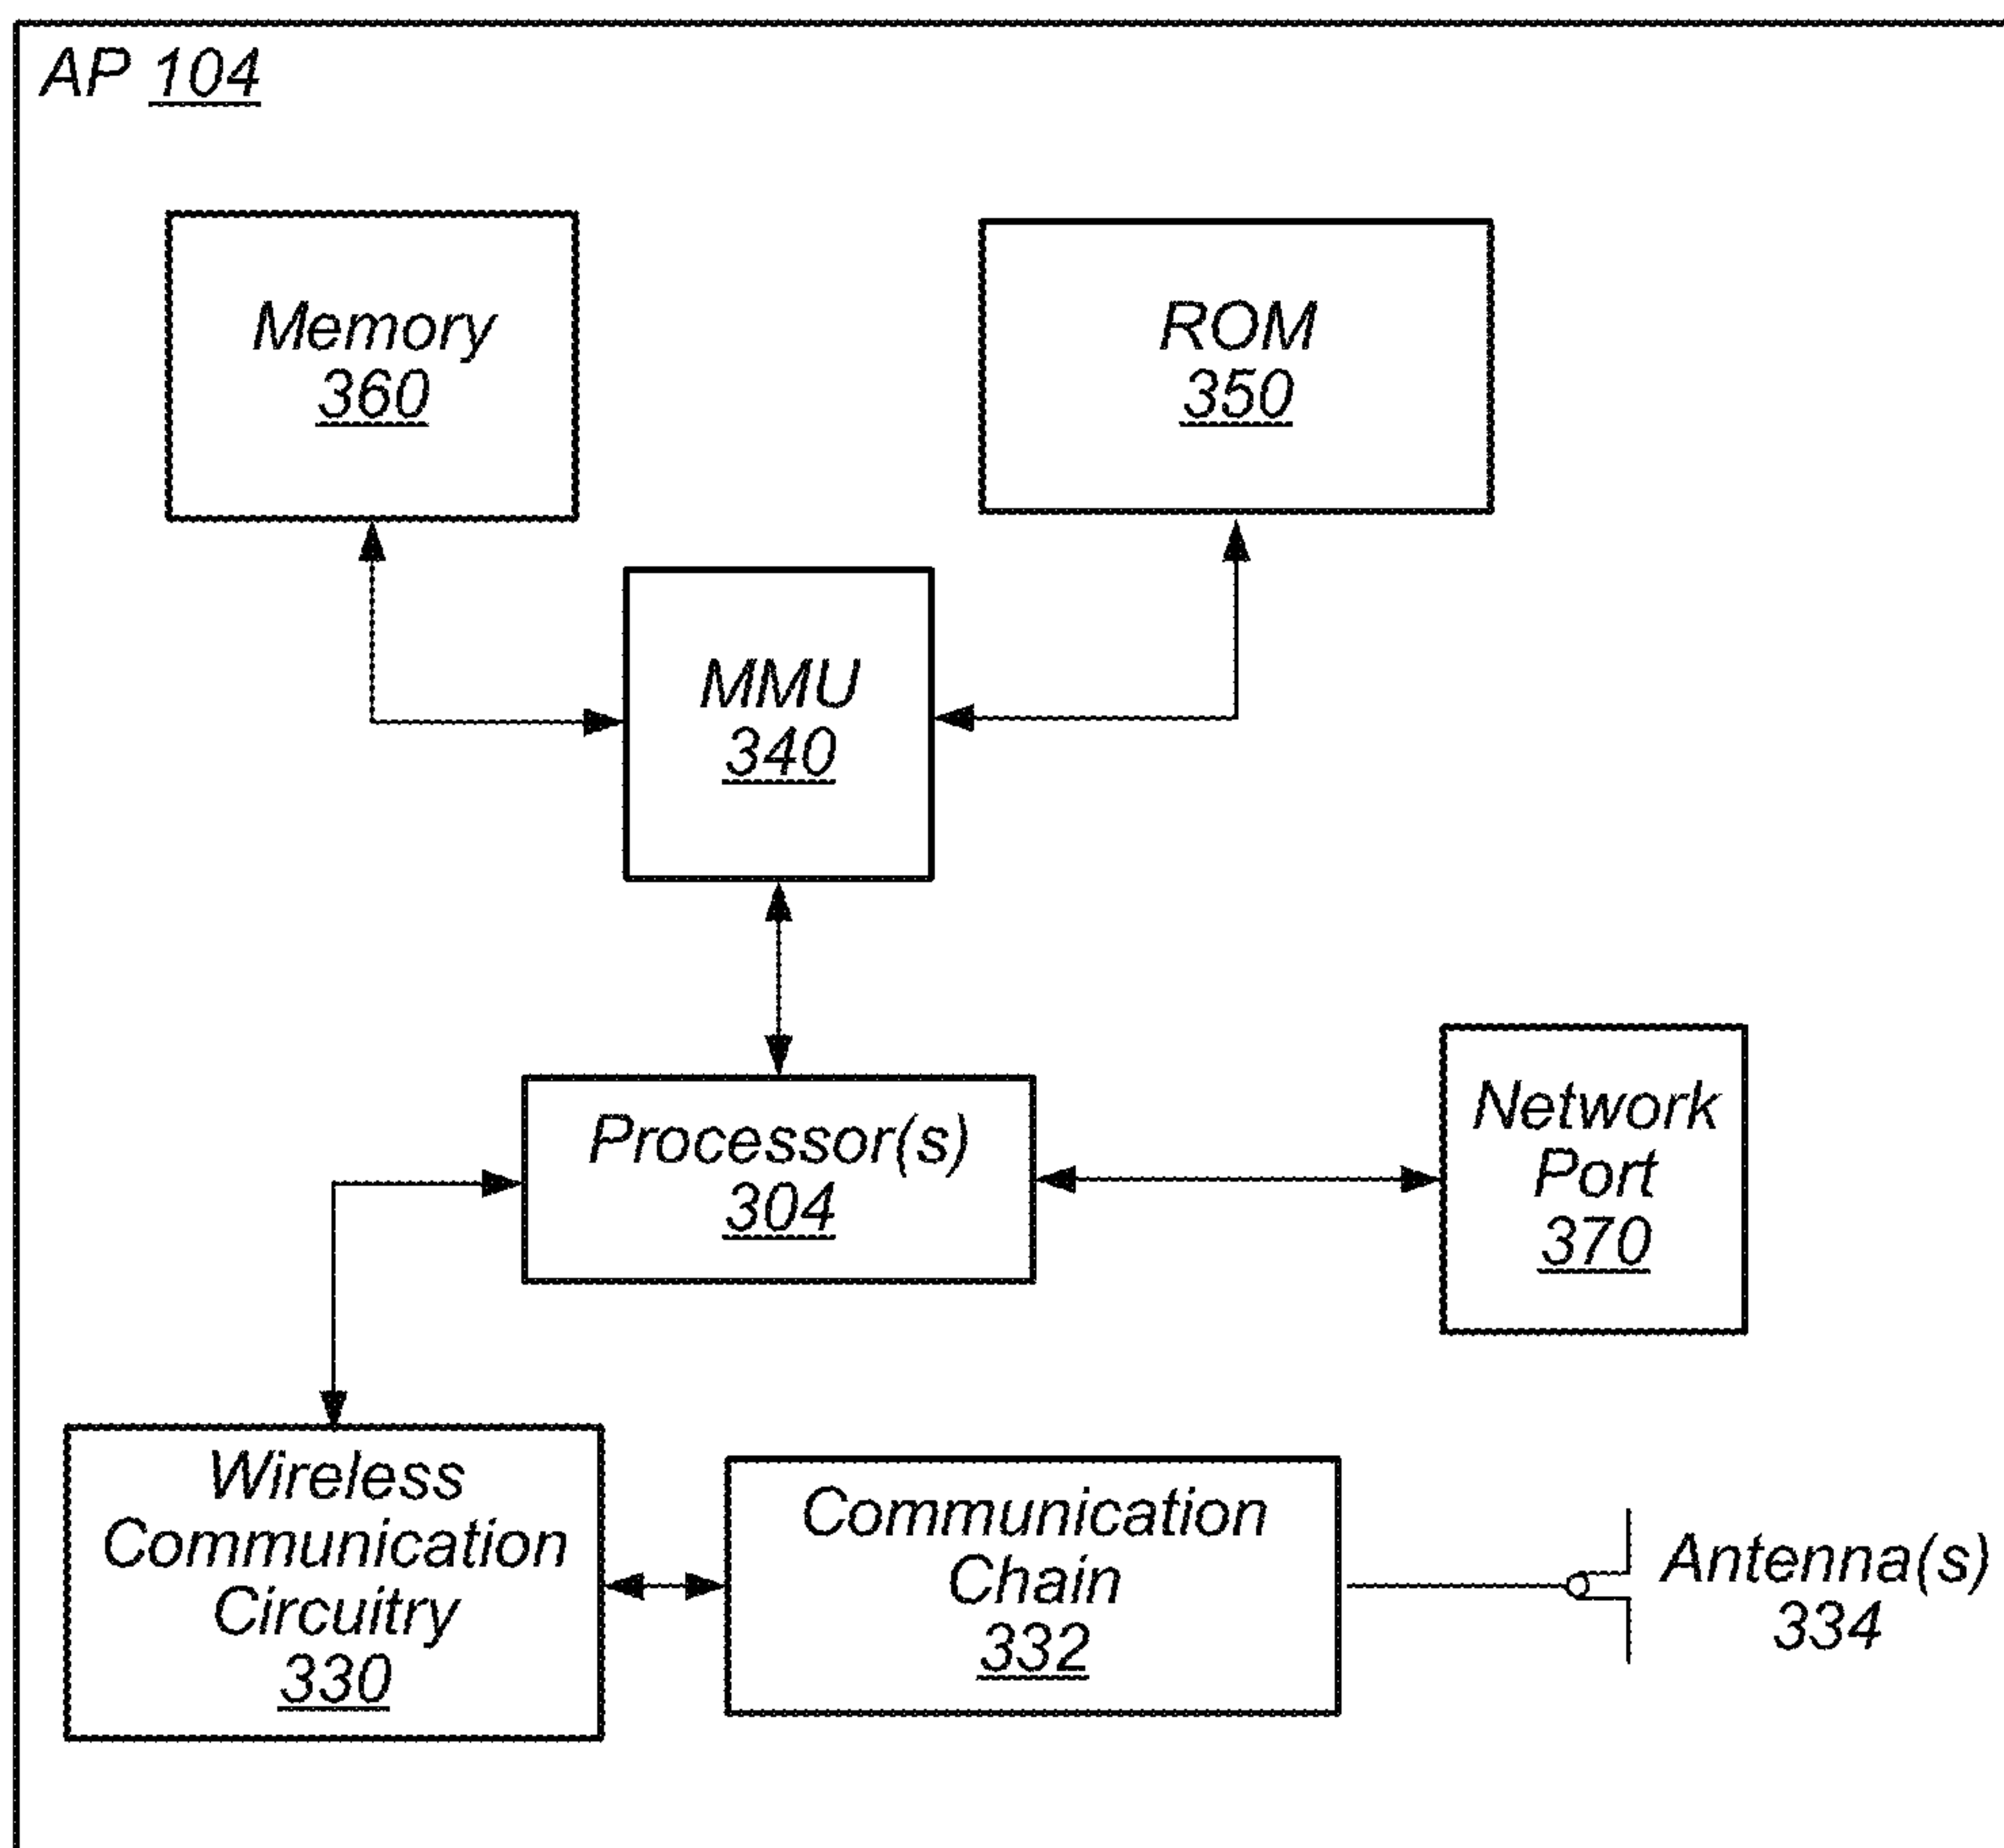 AP 104
Memory
360
ROM
350
MMU
340
Processor(s)
304
Network
Port
370
Wireless
Communication
Circuitry
330
Communication
Chain
332
Antenna(s)
334